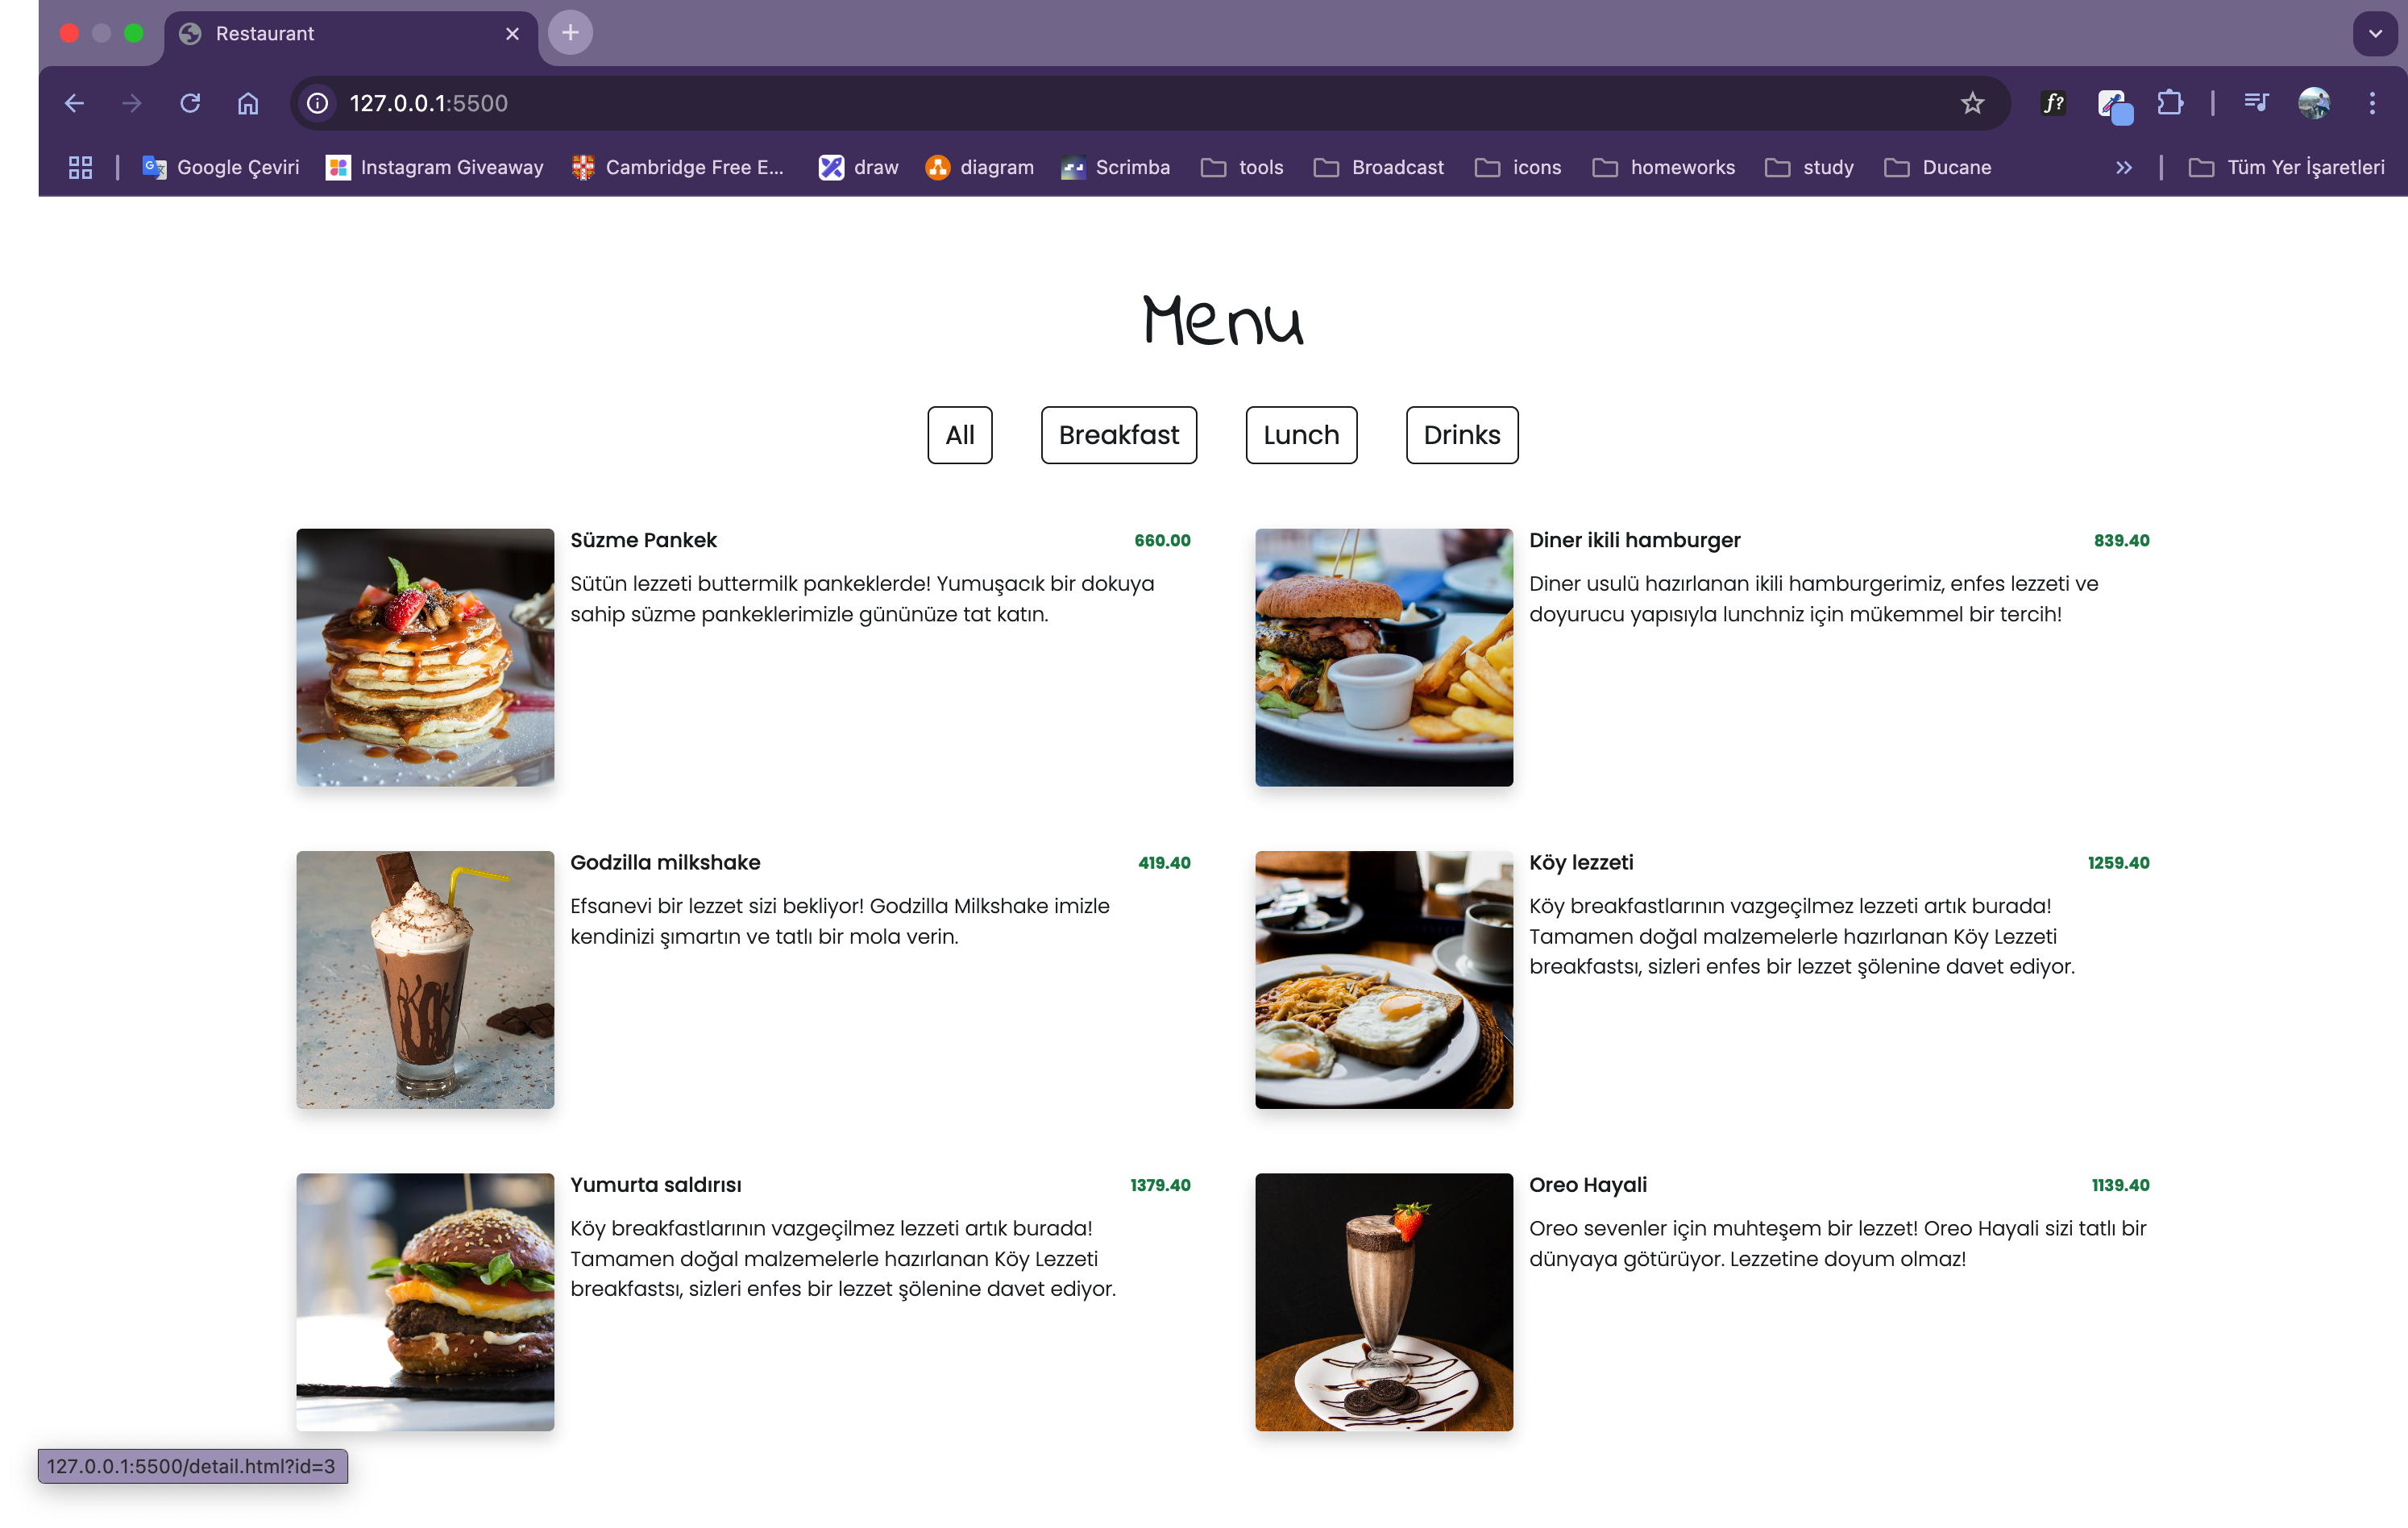 Restaurant
127.0.0.1:5500
Google Çeviri
Instagram Giveaway
Cambridge Free E...
draw
diagram
Scrimba
tools
Broadcast
icons
homeworks
study
Ducane
Tüm Yer İşaretleri
Menu
All
Breakfast
Lunch
Drinks
Süzme Pankek
660.00
Sütün lezzeti buttermilk pankeklerde! Yumuşacık bir dokuya
sahip süzme pankeklerimizle gününüze tat katın.
Diner ikili hamburger
839.40
Diner usulü hazırlanan ikili hamburgerimiz, enfes lezzeti ve
doyurucu yapısıyla lunchniz için mükemmel bir tercih!
Godzilla milkshake
419.40
Efsanevi bir lezzet sizi bekliyor! Godzilla Milkshake imizle
kendinizi şımartın ve tatlı bir mola verin.
Köy lezzeti
1259.40
Köy breakfastlarının vazgeçilmez lezzeti artık burada!
Tamamen doğal malzemelerle hazırlanan Köy Lezzeti
breakfastsı, sizleri enfes bir lezzet şölenine davet ediyor.
Yumurta saldırısı
1379.40
Köy breakfastlarının vazgeçilmez lezzeti artık burada!
Tamamen doğal malzemelerle hazırlanan Köy Lezzeti
breakfastsı, sizleri enfes bir lezzet şölenine davet ediyor.
Oreo Hayali
1139.40
Oreo sevenler için muhteşem bir lezzet! Oreo Hayali sizi tatlı bir
dünyaya götürüyor. Lezzetine doyum olmaz!
127.0.0.1:5500/detail.html?id=3